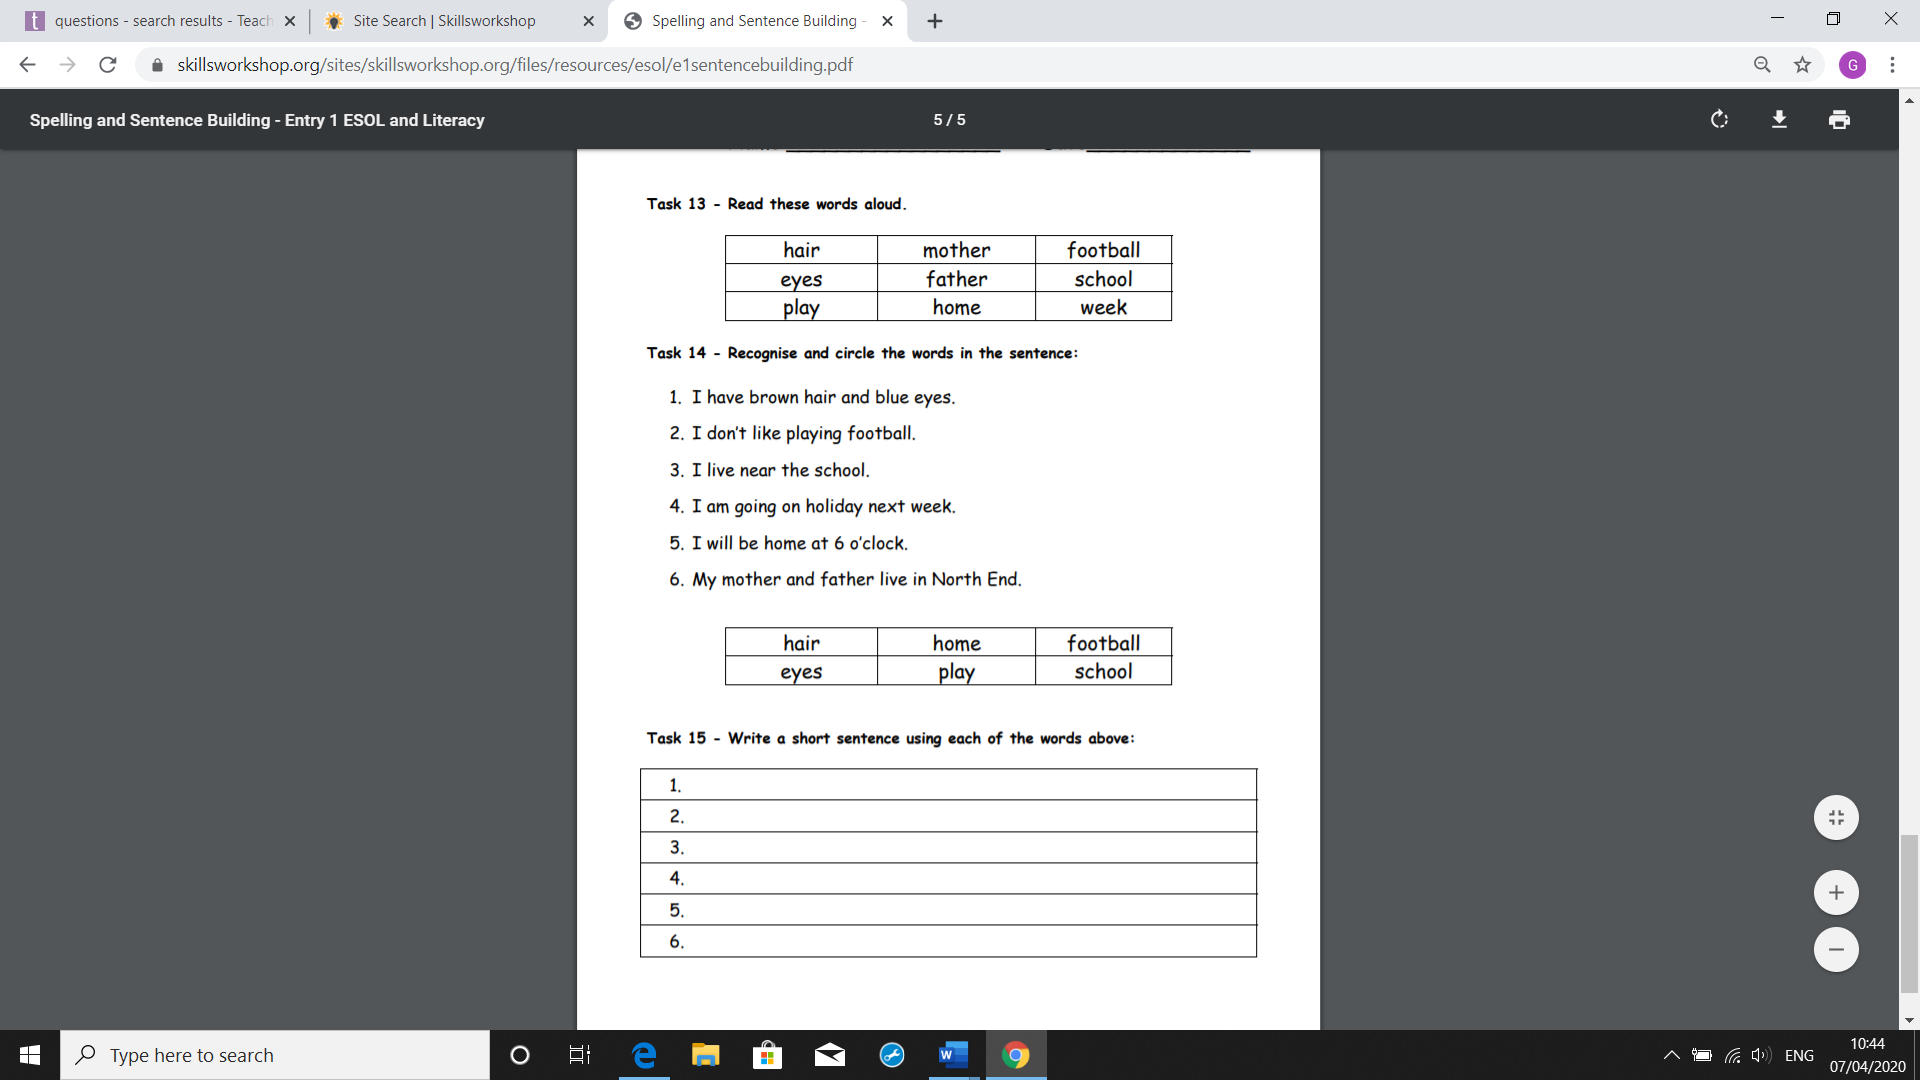 questions - search results - Teach
Site Search | Skillsworkshop
Spelling and Sentence Building -
skillsworkshop.org/sites/skillsworkshop.org/files/resources/esol/e1sentencebuilding.pdf
G
Spelling and Sentence Building - Entry 1 ESOL and Literacy
5 / 5
Task 13 - Read these words aloud.
hair mother football
eyes father school
play home week
Task 14 - Recognise and circle the words in the sentence:
1. I have brown hair and blue eyes.
2. I don't like playing football.
3. I live near the school.
4. I am going on holiday next week.
5. I will be home at 6 o'clock.
6. My mother and father live in North End.
hair home football
eyes play school
Task 15 - Write a short sentence using each of the words above:
1.
2.
3.
4.
5.
6.
Type here to search
ENG
10:44
07/04/2020